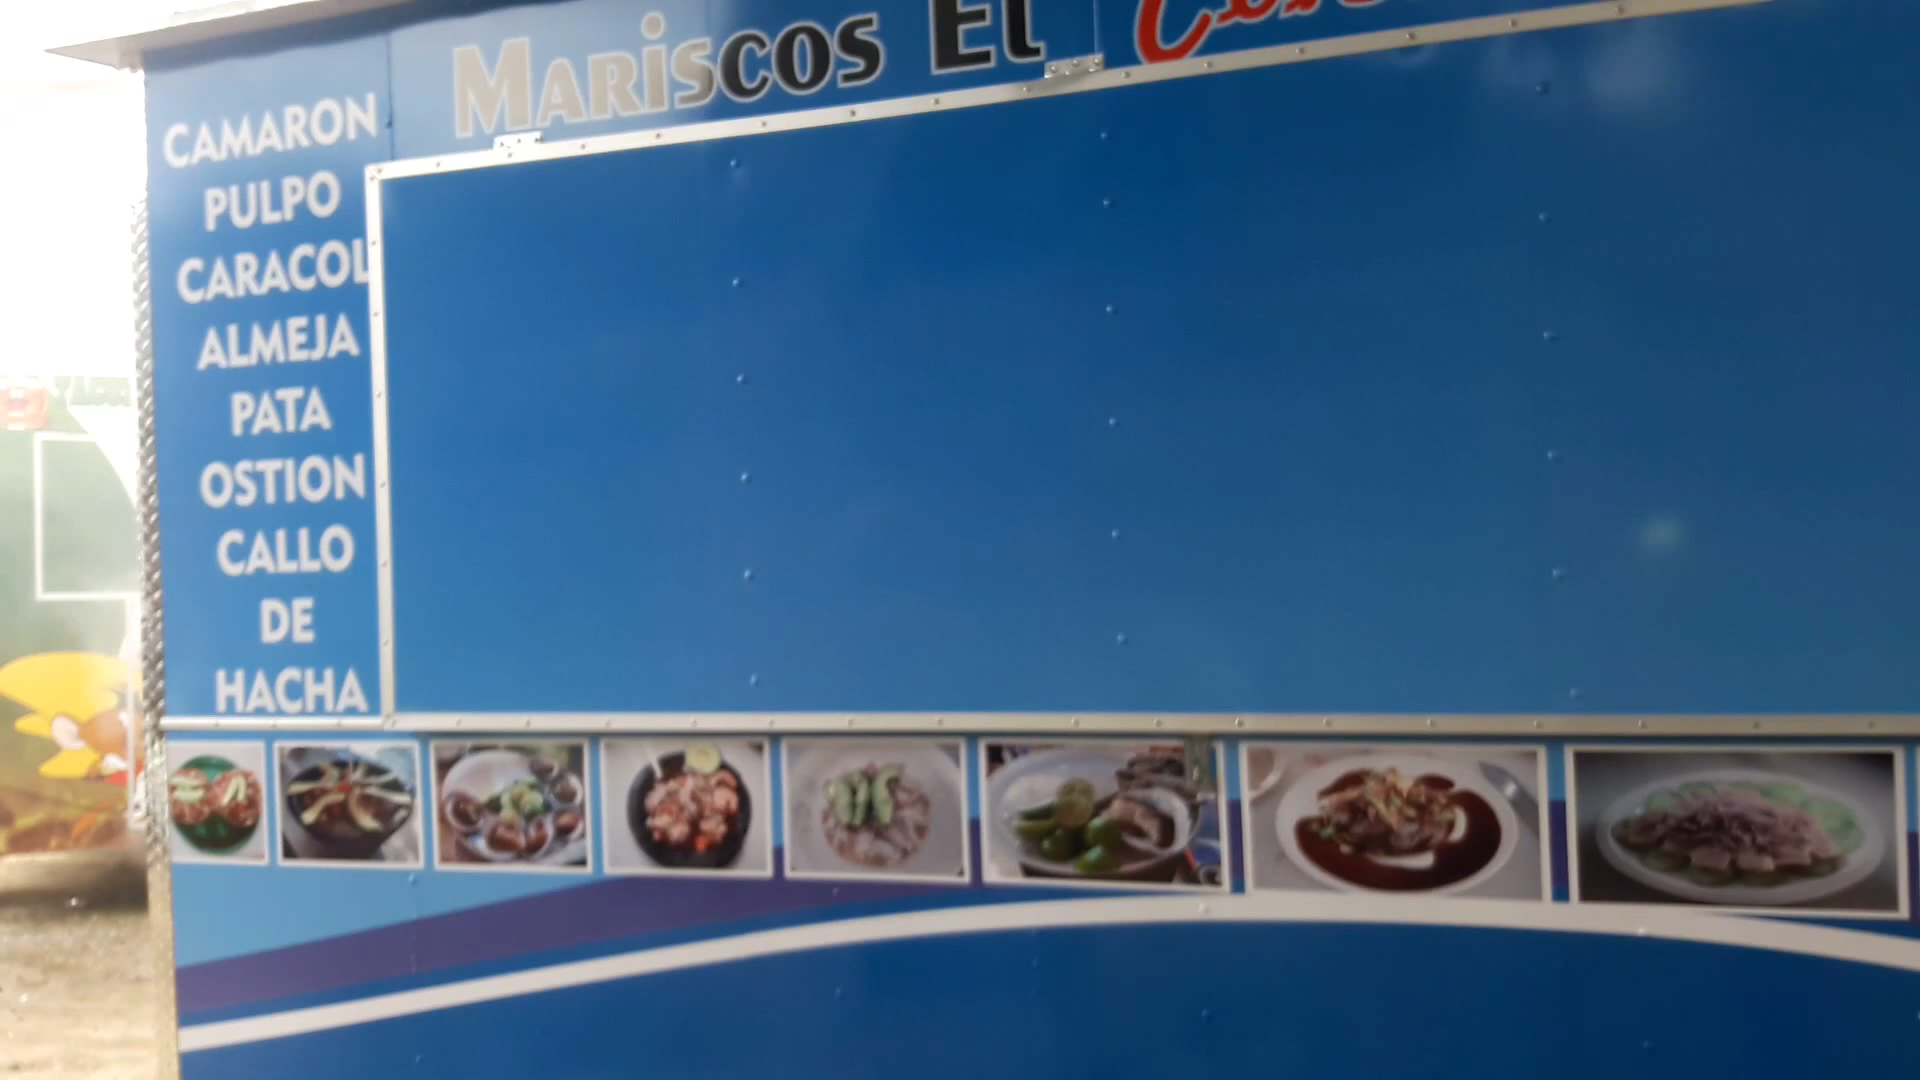 MARISCOS EL
CAMARON
PULPO
CARACOL
ALMEJA
PATA
OSTION
CALLO
DE
HACHA